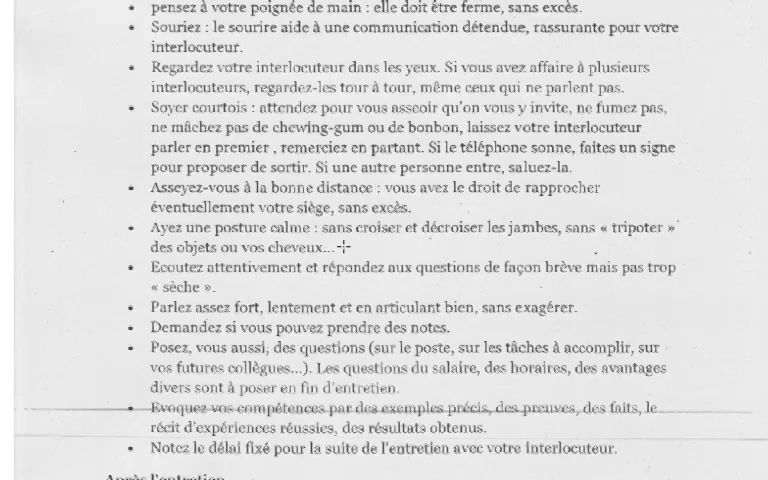 • pensez à votre poignée de main : elle doit être ferme, sans excès.
• Souriez : le sourire aide à une communication détendue, rassurante pour votre
interlocuteur.
• Regardez votre interlocuteur dans les yeux. Si vous avez affaire à plusieurs
interlocuteurs, regardez-les tour à tour, même ceux qui ne parlent pas.
• Soyer courtois : attendez pour vous asseoir qu'on vous y invite, ne fumez pas,
ne mâchez pas de chewing-gum ou de bonbon, laissez votre interlocuteur
parler en premier , remerciez en partant. Si le téléphone sonne, faites un signe
pour proposer de sortir. Si une autre personne entre, saluez-la.
• Asseyez-vous à la bonne distance : vous avez le droit de rapprocher
éventuellement votre siège, sans excès.
• Ayez une posture calme : sans croiser et décroiser les jambes, sans « tripoter »
des objets ou vos cheveux...
• Ecoutez attentivement et répondez aux questions de façon brève mais pas trop
« sèche ».
• Parlez assez fort, lentement et en articulant bien, sans exagérer.
• Demandez si vous pouvez prendre des notes.
• Posez, vous aussi, des questions (sur le poste, sur les tâches à accomplir, sur
vos futures collègues...). Les questions du salaire, des horaires, des avantages
divers sont à poser en fin d'entretien.
• Evoquez vos compétences par des exemples précis, des preuves, des faits, le
récit d'expériences réussies, des résultats obtenus.
• Notez le délai fixé pour la suite de l'entretien avec votre interlocuteur.
Après l'entretien